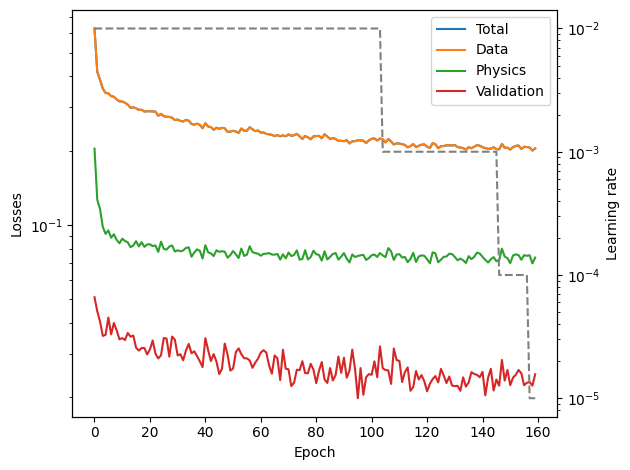 Total
Data
Physics
Validation
10⁻¹
Losses
10⁻²
10⁻³
10⁻⁴
10⁻⁵
Learning rate
0 20 40 60 80 100 120 140 160
Epoch